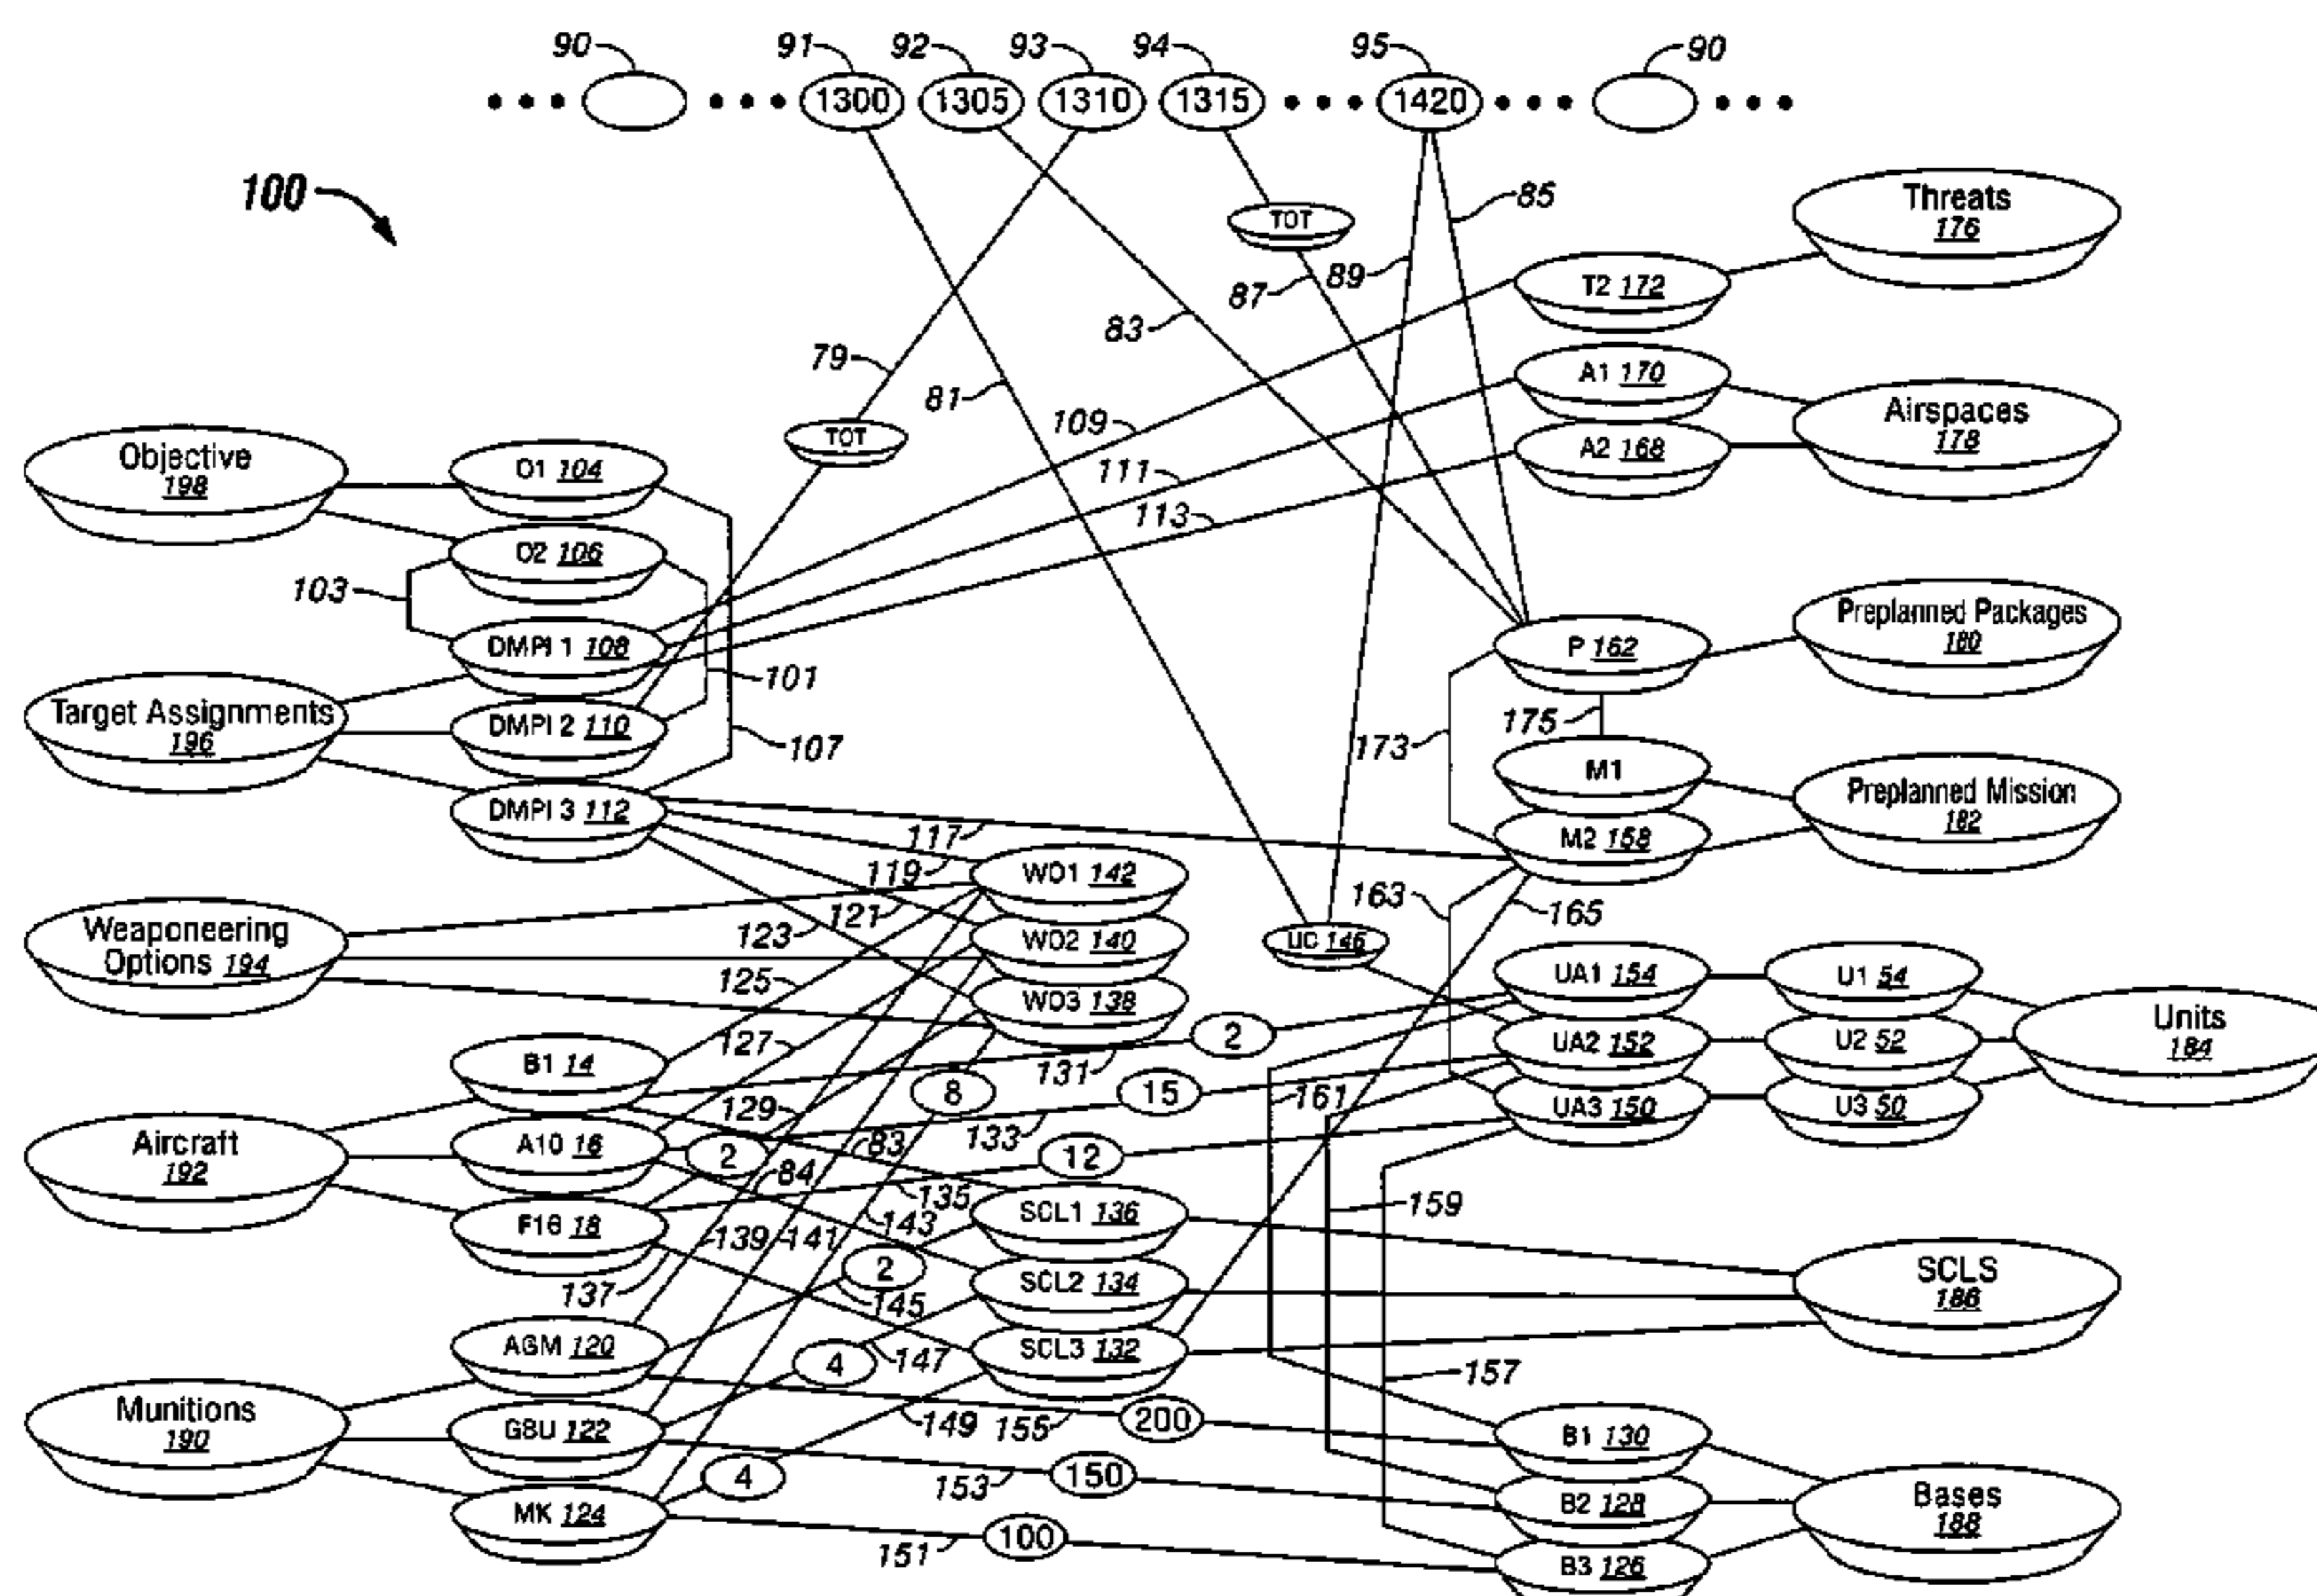 90 91 92 93 94 95 90
1300 1305 1310 1315 1420
100
Threats
176
85
TOT
89
T2 172
87
83
79
A1 170
81
109
Airspaces
178
TOT
A2 168
Objective
198
O1 104
111
113
O2 106
103
Preplanned Packages
180
DMPI 1 108
P 162
101
Target Assignments
196
DMPI 2 110
175
107
173
M1
Preplanned Mission
182
DMPI 3 112
117
M2 158
119
WO1 142
163
165
121
123
Weaponeering
Options 194
WO2 140
UC 146
125
UA1 154
U1 54
WO3 138
Units
184
127
2
UA2 152
U2 52
B1 14
131
8
15
161
UA3 150
U3 50
129
133
Aircraft
192
A10 16
2
83
12
84
135
159
F16 18
143
SCL1 136
139
141
2
SCLS
186
SCL2 134
137
145
AGM 120
4
147
SCL3 132
157
Munitions
190
149
155
200
GBU 122
B1 130
4
153
150
Bases
188
MK 124
B2 128
151
100
B3 126